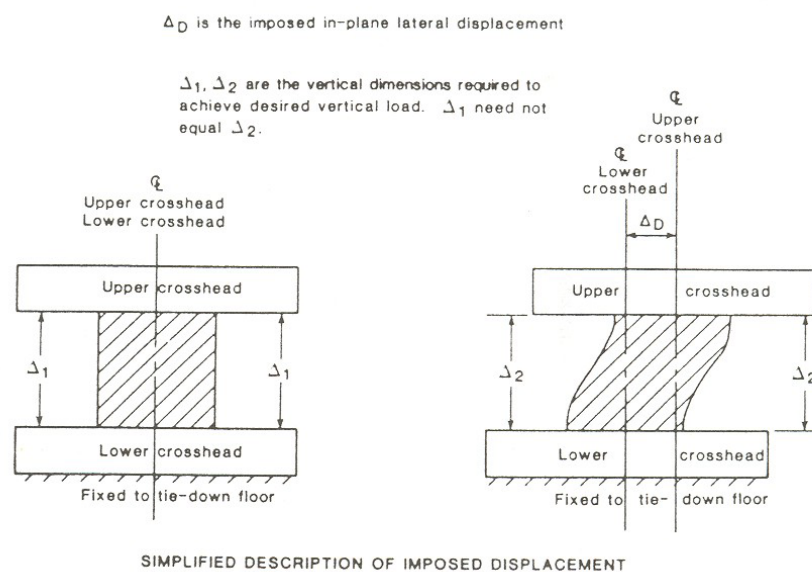 Δ_D is the imposed in-plane lateral displacement
Δ₁, Δ₂ are the vertical dimensions required to
achieve desired vertical load. Δ₁ need not
equal Δ₂.
℄
Upper crosshead
Lower crosshead
Upper crosshead
Δ₁
Δ₁
Lower crosshead
Fixed to tie-down floor
℄
Upper
crosshead
℄
Lower
crosshead
Δ_D
Upper crosshead
Δ₂
Δ₂
Lower crosshead
Fixed to tie- down floor
SIMPLIFIED DESCRIPTION OF IMPOSED DISPLACEMENT